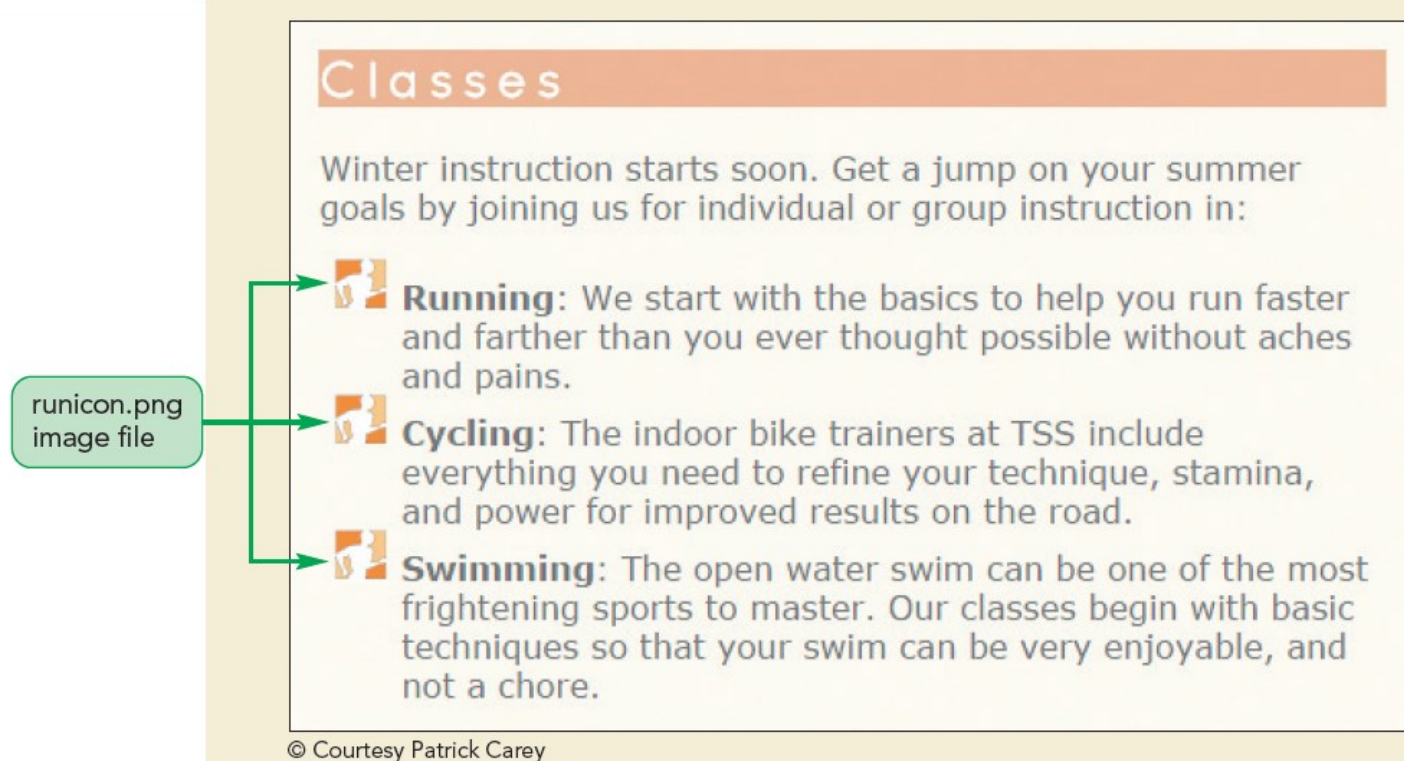 Classes
Winter instruction starts soon. Get a jump on your summer
goals by joining us for individual or group instruction in:
Running: We start with the basics to help you run faster
and farther than you ever thought possible without aches
and pains.
runicon.png
image file
Cycling: The indoor bike trainers at TSS include
everything you need to refine your technique, stamina,
and power for improved results on the road.
Swimming: The open water swim can be one of the most
frightening sports to master. Our classes begin with basic
techniques so that your swim can be very enjoyable, and
not a chore.
© Courtesy Patrick Carey